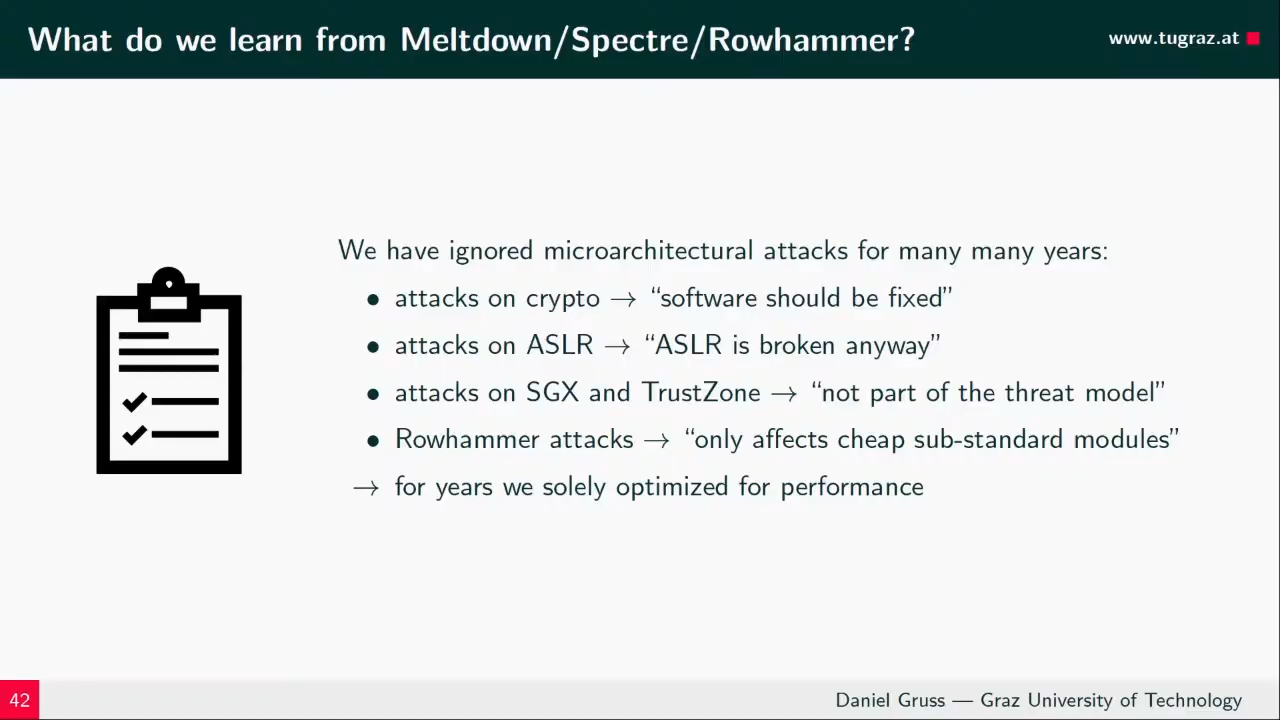 What do we learn from Meltdown/Spectre/Rowhammer?
www.tugraz.at
We have ignored microarchitectural attacks for many many years:
• attacks on crypto → “software should be fixed”
• attacks on ASLR → “ASLR is broken anyway”
• attacks on SGX and TrustZone → “not part of the threat model”
• Rowhammer attacks → “only affects cheap sub-standard modules”
→ for years we solely optimized for performance
42
Daniel Gruss — Graz University of Technology